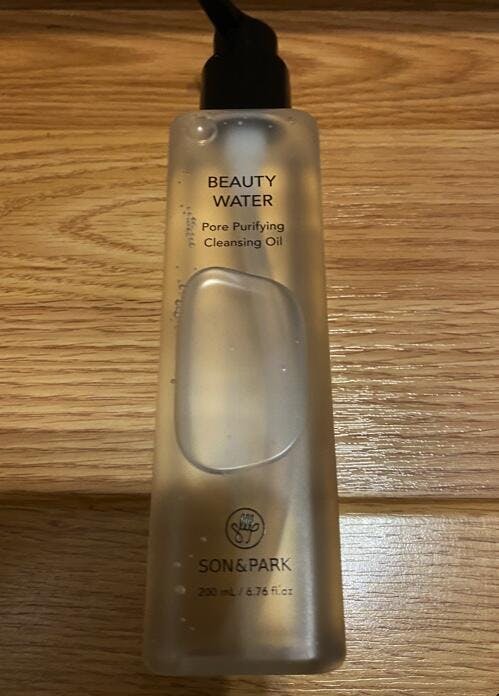 BEAUTY
WATER
Pore Purifying
Cleansing Oil
SON&PARK
200 mL / 6.76 fl.oz